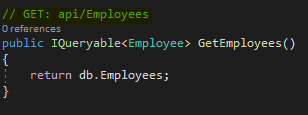 // GET: api/Employees
0 references
public IQueryable<Employee> GetEmployees()
{
return db.Employees;
}